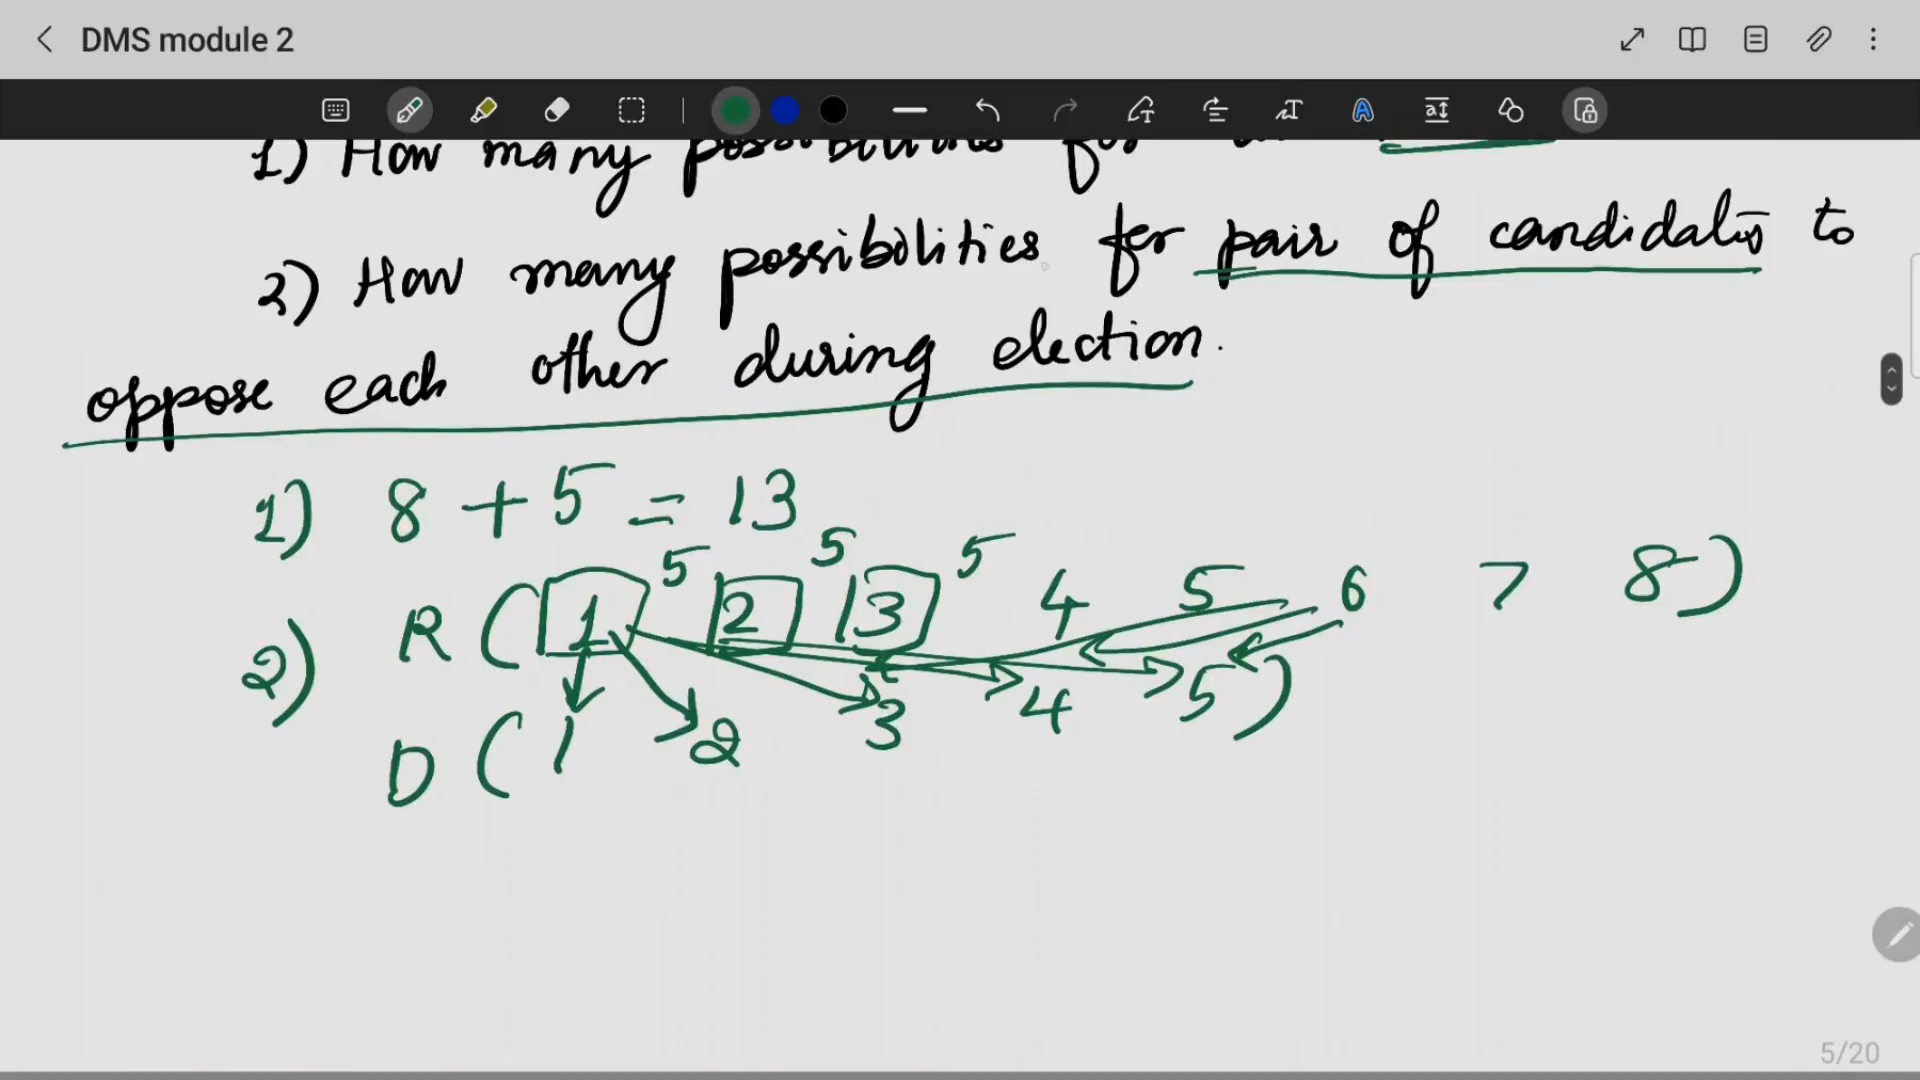 DMS module 2
1) How many possibilities for
2) How many possibilities for pair of candidates to
oppose each other during election.
1) 8 + 5 = 13
5 5 5
2) R ( 1 2 3 4 5 6 7 8 )
D ( 1 2 3 4 5 )
5/20